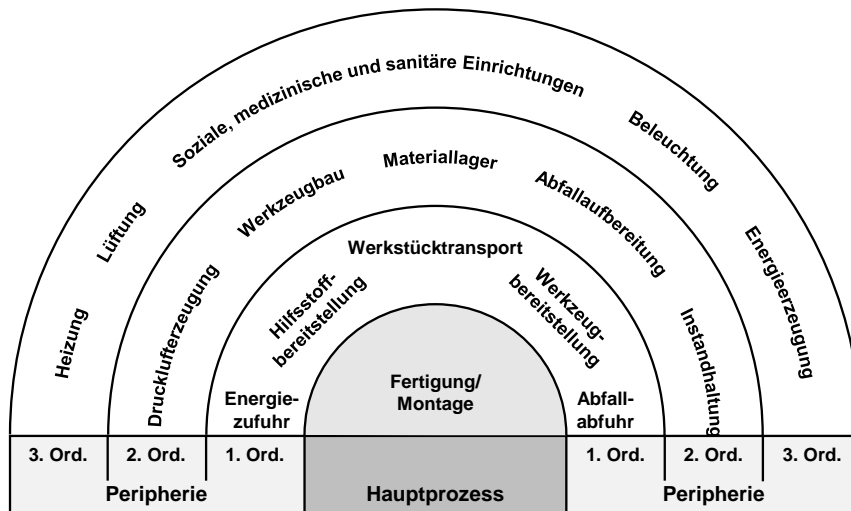 Soziale, medizinische und sanitäre Einrichtungen
Beleuchtung
Lüftung
Heizung
Energieerzeugung
Materiallager
Werkzeugbau
Abfallaufbereitung
Drucklufterzeugung
Instandhaltung
Werkstücktransport
Hilfsstoff-
bereitstellung
Werkzeug-
bereitstellung
Energie-
zufuhr
Fertigung/
Montage
Abfall-
abfuhr
3. Ord. 2. Ord. 1. Ord. 1. Ord. 2. Ord. 3. Ord.
Peripherie Hauptprozess Peripherie